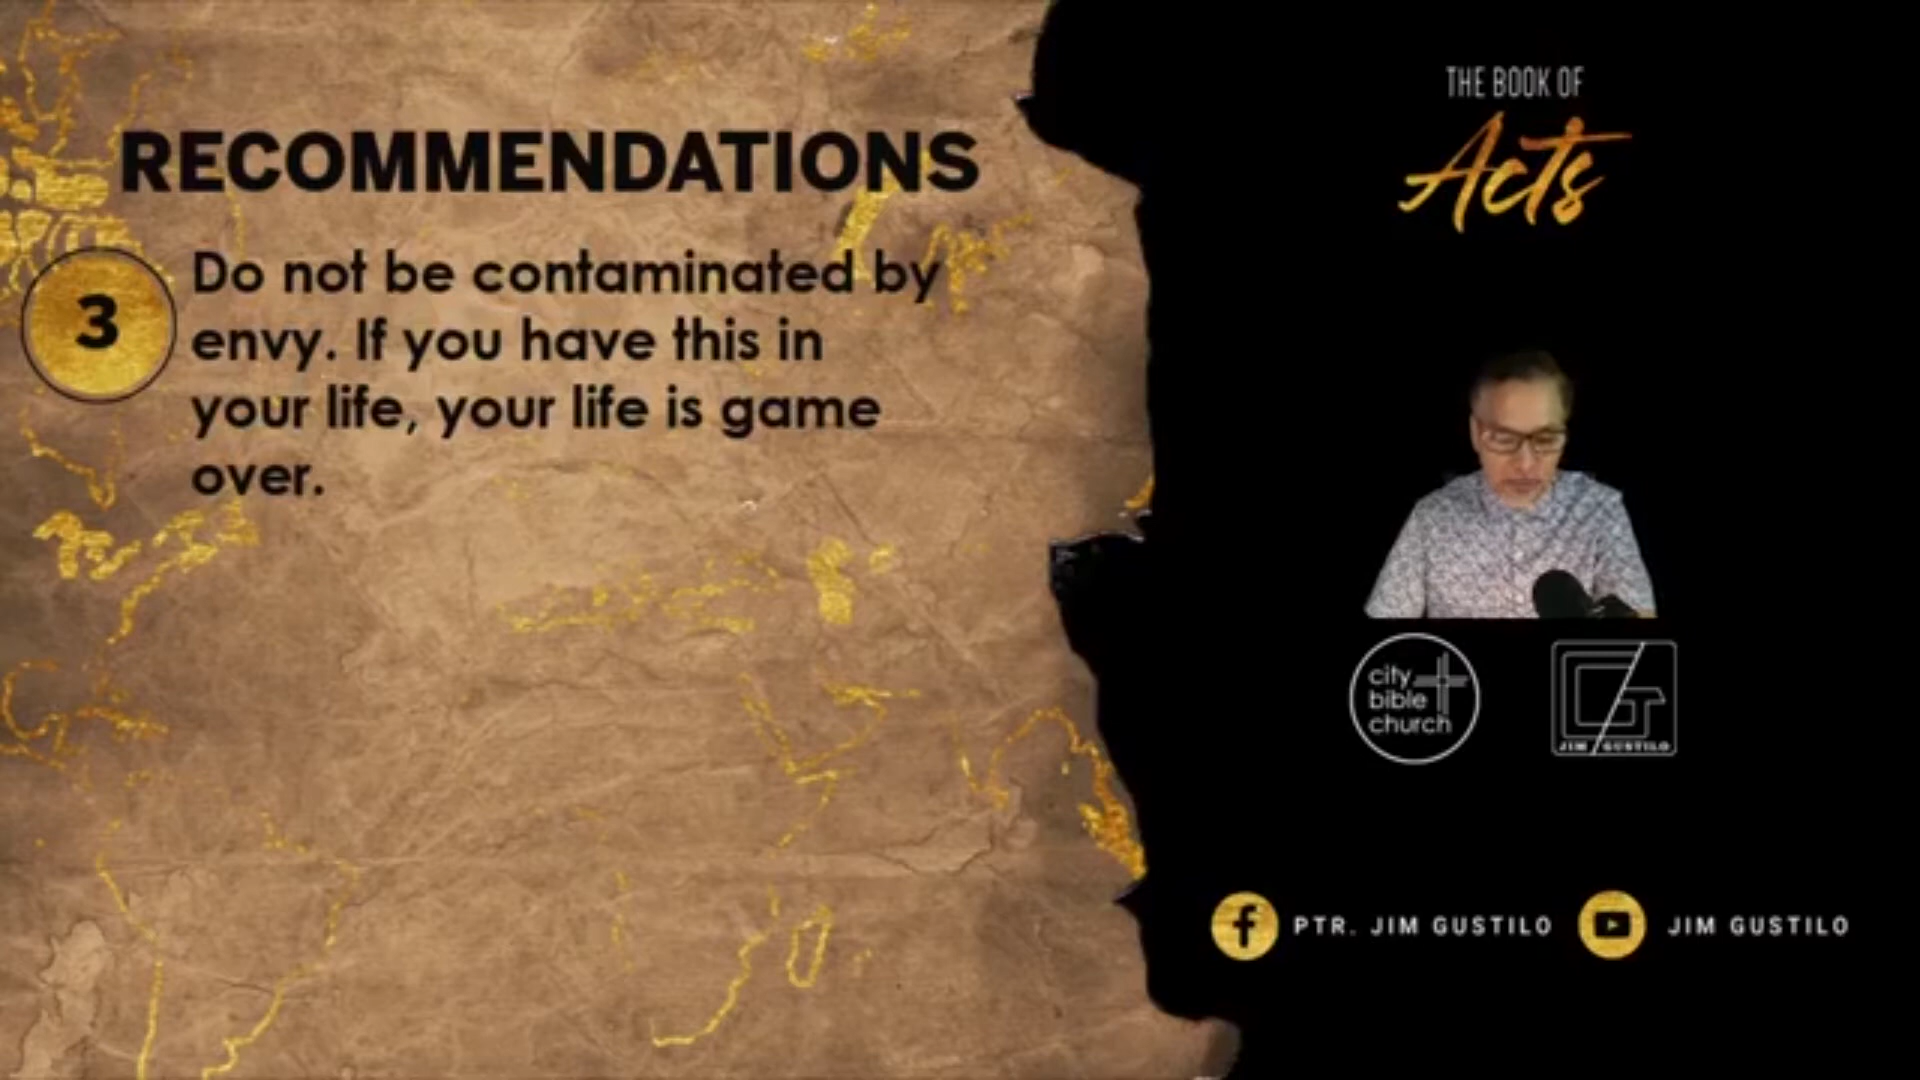 RECOMMENDATIONS
3
Do not be contaminated by
envy. If you have this in
your life, your life is game
over.
THE BOOK OF
Acts
city
bible
church
JIM GUSTILO
PTR. JIM GUSTILO
JIM GUSTILO